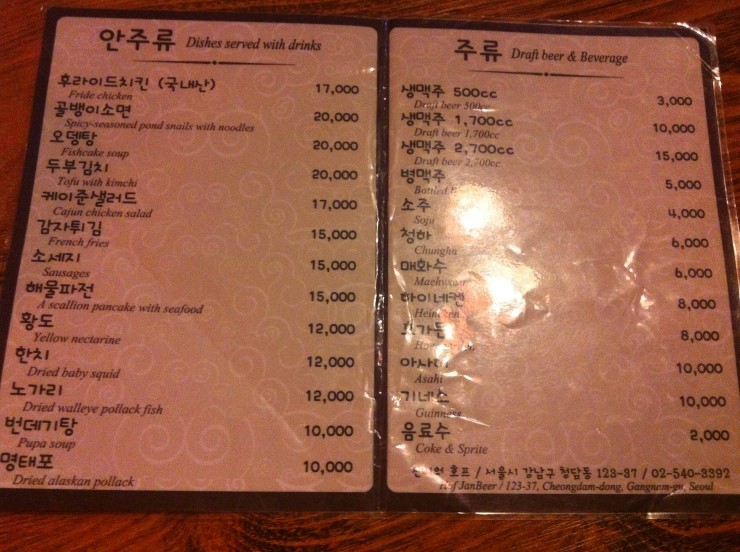 안주류 Dishes served with drinks
후라이드치킨 (국내산) 17,000
Fride chicken
골뱅이소면 20,000
Spicy-seasoned pond snails with noodles
오뎅탕 20,000
Fishcake soup
두부김치 20,000
Tofu with kimchi
케이준샐러드 17,000
Cajun chicken salad
감자튀김 15,000
French fries
소세지 15,000
Sausages
해물파전 15,000
A scallion pancake with seafood
황도 12,000
Yellow nectarine
한치 12,000
Dried baby squid
노가리 12,000
Dried walleye pollack fish
번데기탕 10,000
Pupa soup
명태포 10,000
Dried alaskan pollack
주류 Draft beer & Beverage
생맥주 500cc 3,000
Draft beer 500cc
생맥주 1,700cc 10,000
Draft beer 1,700cc
생맥주 2,700cc 15,000
Draft beer 2,700cc
병맥주 5,000
Bottled
소주 4,000
Soju
청하 6,000
Chungha
매화수 6,000
Maehwasu
하이네켄 8,000
Heineken
호가든 8,000
아사히 10,000
Asahi
기네스 10,000
Guinness
음료수 2,000
Coke & Sprite
호프 / 서울시 강남구 청담동 123-37 / 02-540-3392
Hof JanBeer / 123-37, Cheongdam-dong, Gangnam-gu, Seoul